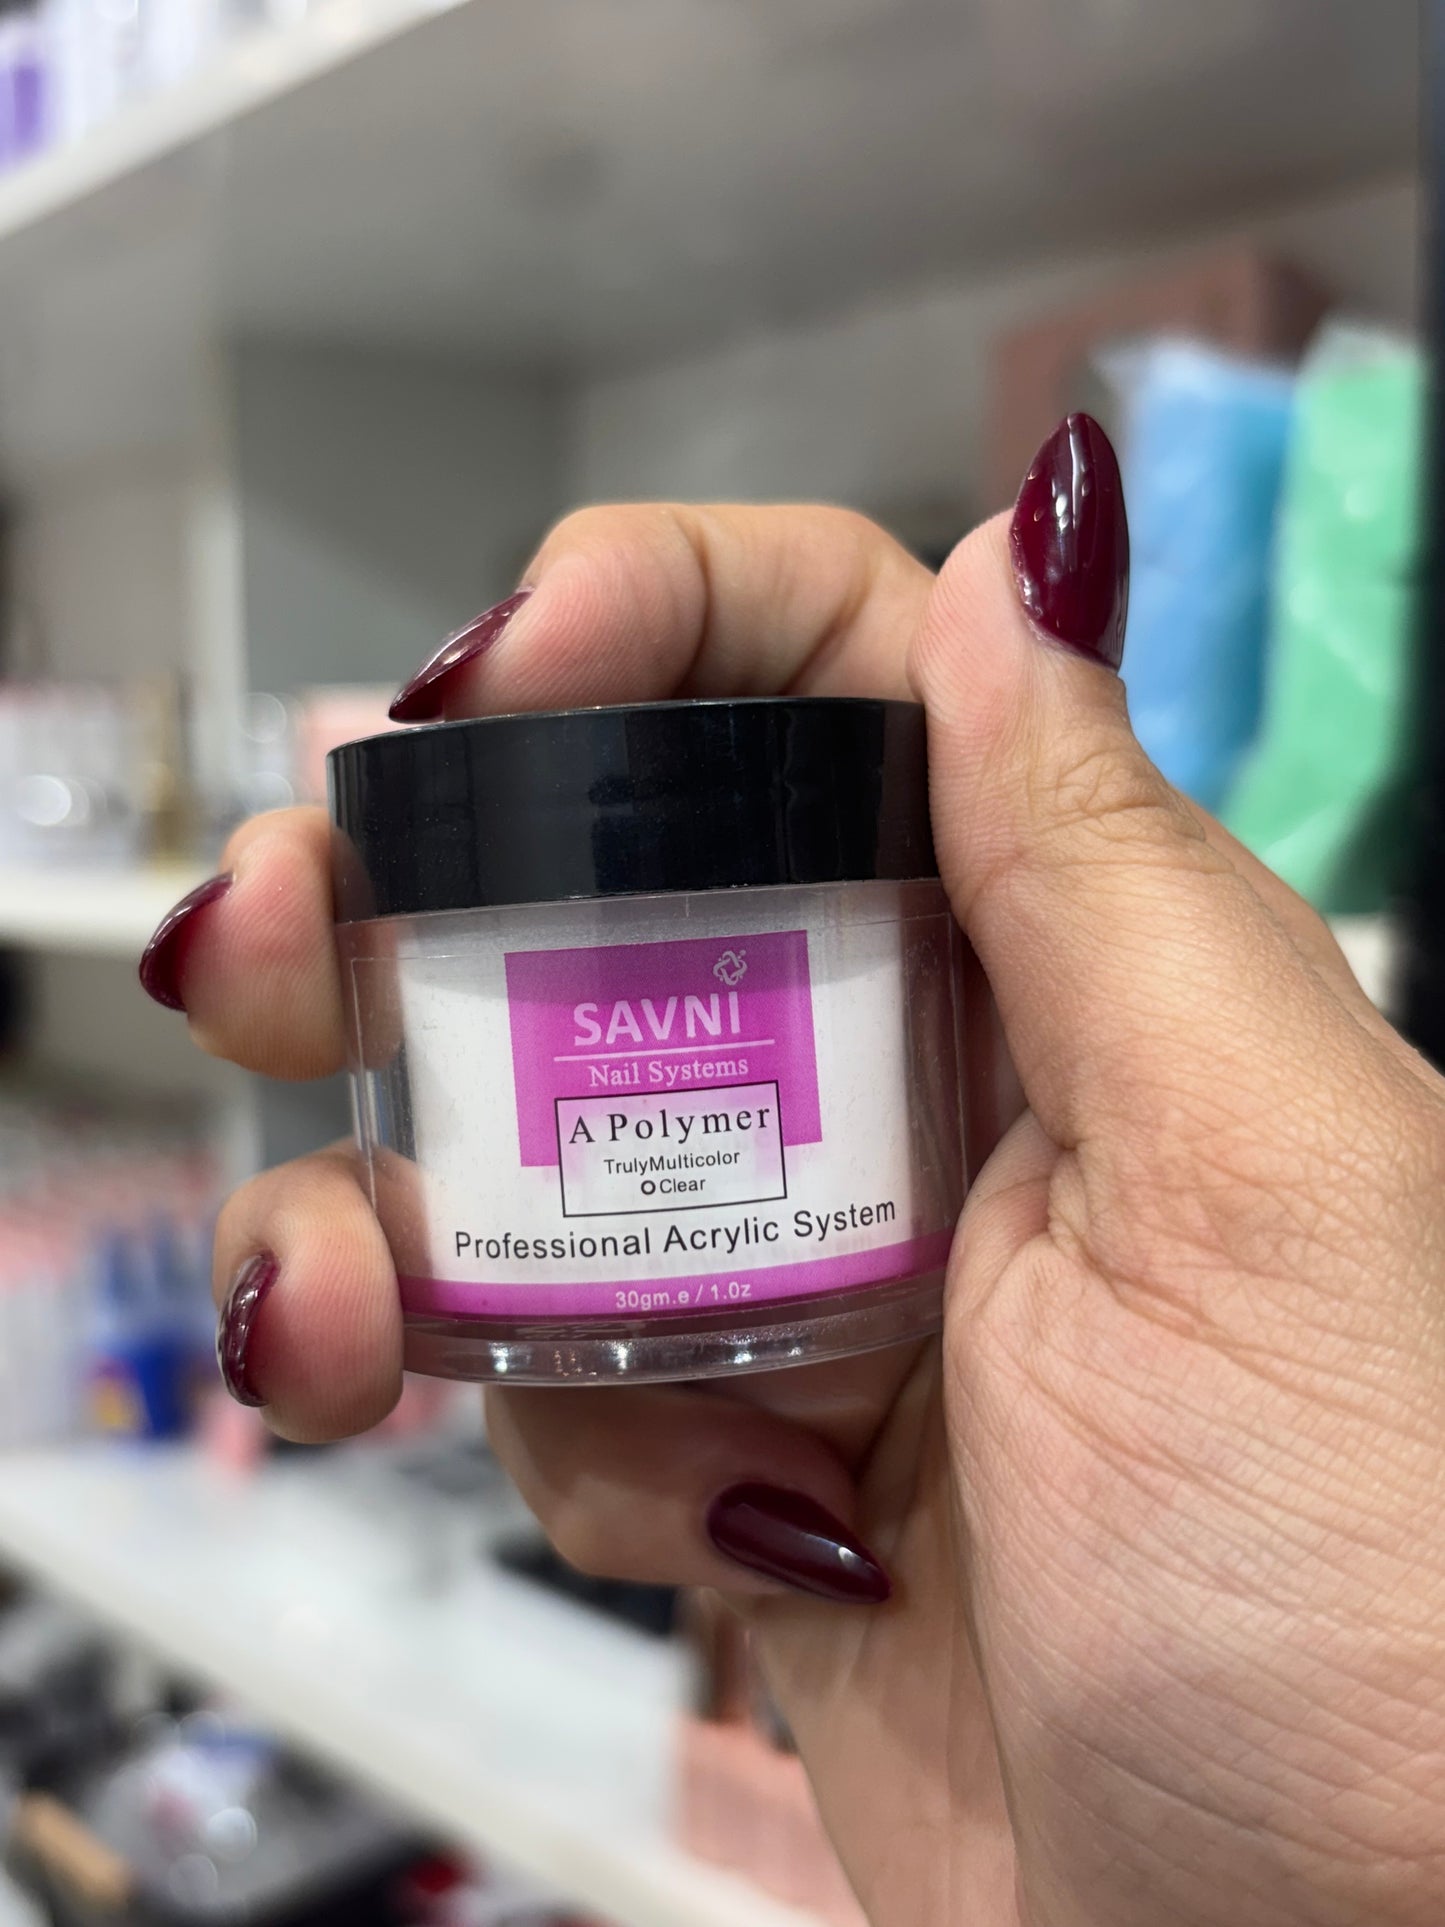 SAVNI
Nail Systems
A Polymer
TrulyMulticolor
Clear
Professional Acrylic System
30gm.e / 1.0z